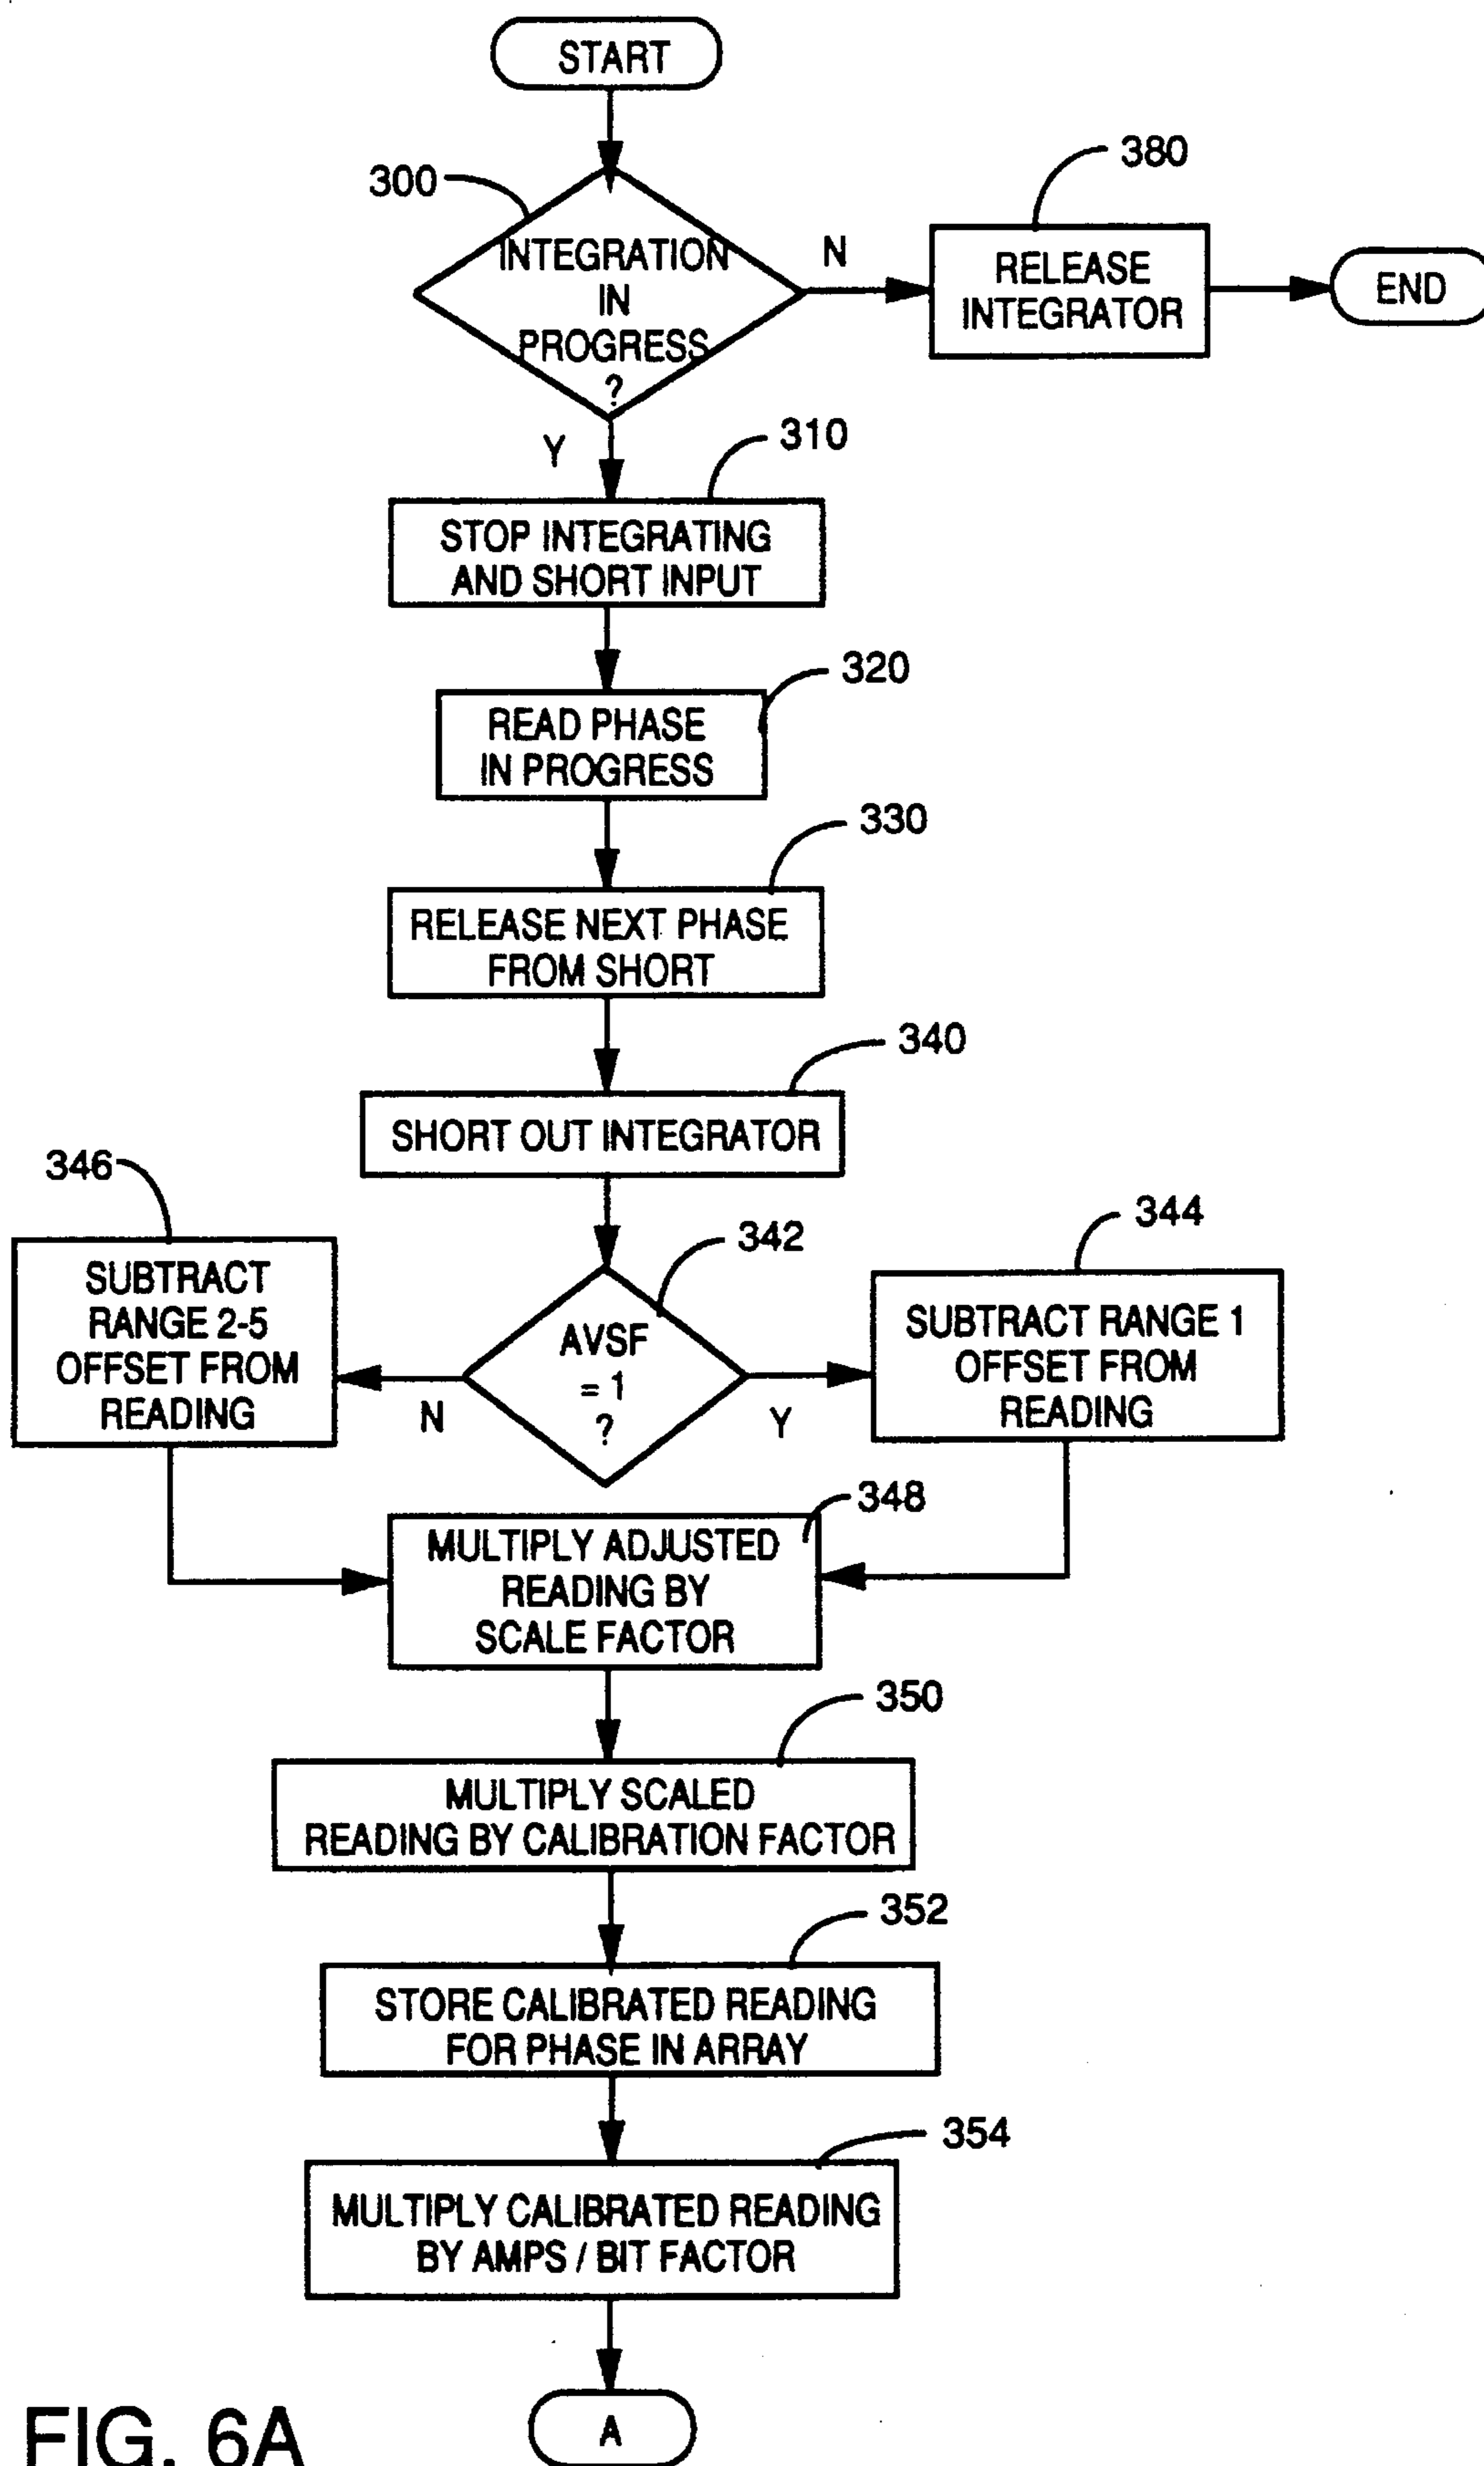 START
300
380
INTEGRATION
IN
PROGRESS
?
N
RELEASE
INTEGRATOR
END
Y
310
STOP INTEGRATING
AND SHORT INPUT
320
READ PHASE
IN PROGRESS
330
RELEASE NEXT PHASE
FROM SHORT
340
SHORT OUT INTEGRATOR
346
342
344
SUBTRACT
RANGE 2-5
OFFSET FROM
READING
N
AVSF
= 1
?
Y
SUBTRACT RANGE 1
OFFSET FROM
READING
348
MULTIPLY ADJUSTED
READING BY
SCALE FACTOR
350
MULTIPLY SCALED
READING BY CALIBRATION FACTOR
352
STORE CALIBRATED READING
FOR PHASE IN ARRAY
354
MULTIPLY CALIBRATED READING
BY AMPS / BIT FACTOR
A
FIG. 6A